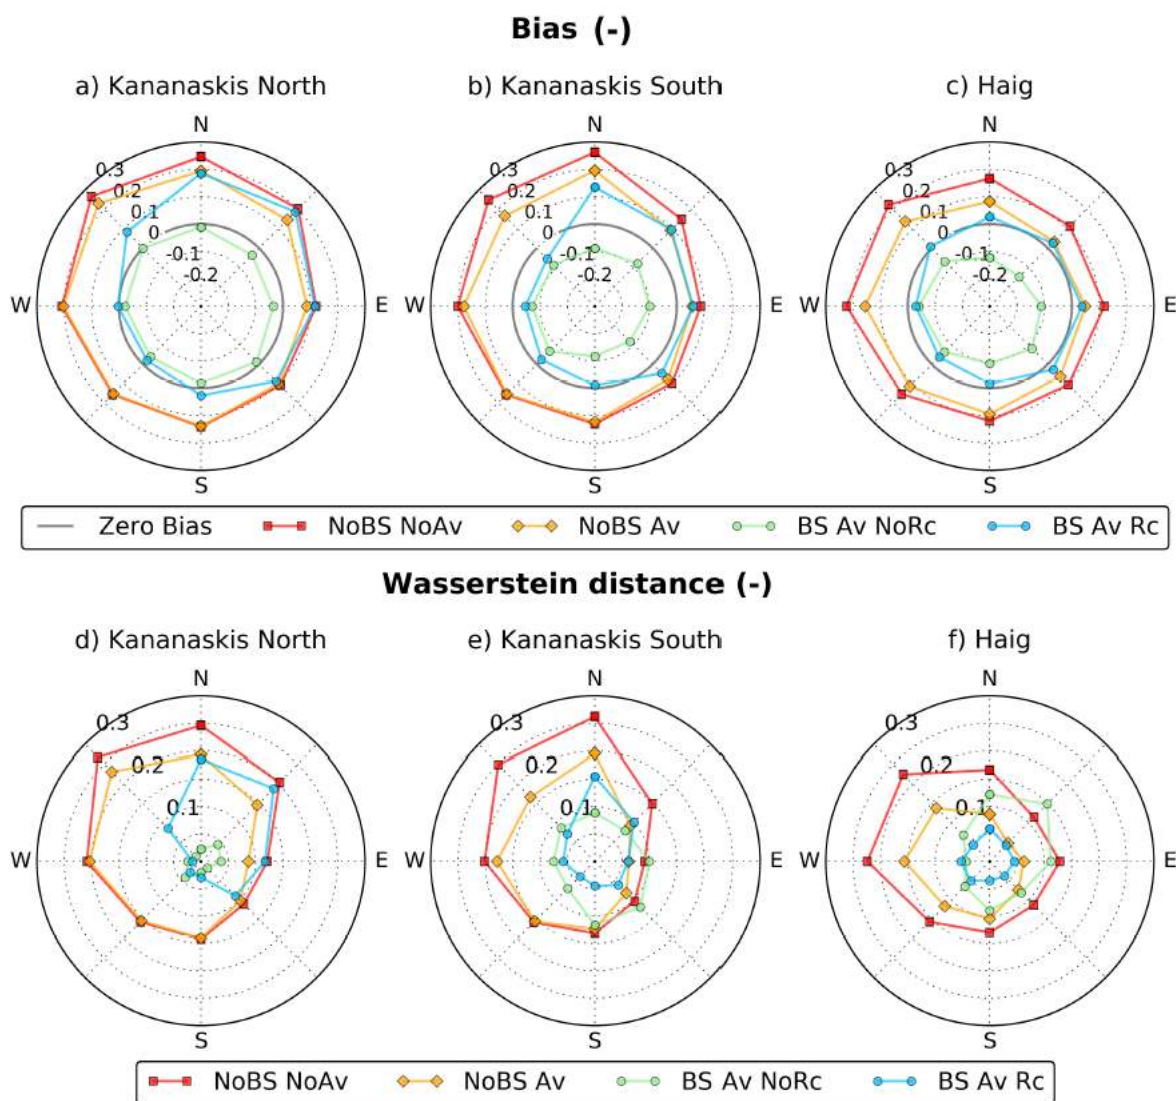 Bias (-)
a) Kananaskis North
b) Kananaskis South
c) Haig
N
N
N
0.3
0.2
0.1
0
-0.1
-0.2
0.3
0.2
0.1
0
-0.1
-0.2
0.3
0.2
0.1
0
-0.1
-0.2
W
E
W
E
W
E
S
S
S
Zero Bias
NoBS NoAv
NoBS Av
BS Av NoRc
BS Av Rc
Wasserstein distance (-)
d) Kananaskis North
e) Kananaskis South
f) Haig
N
N
N
0.3
0.2
0.1
0.3
0.2
0.1
0.3
0.2
0.1
W
E
W
E
W
E
S
S
S
NoBS NoAv
NoBS Av
BS Av NoRc
BS Av Rc